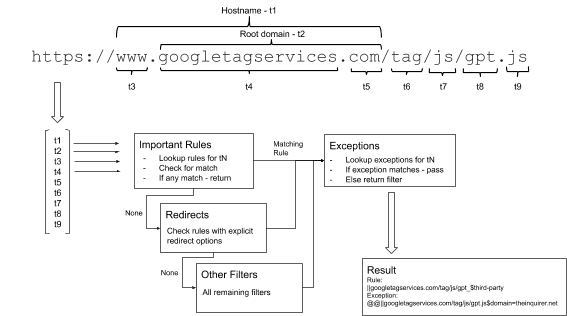 Hostname - t1
Root domain - t2
https://www.googletagservices.com/tag/js/gpt.js
t3
t4
t5
t6
t7
t8
t9
t1
t2
t3
t4
t5
t6
t7
t8
t9
Important Rules
- Lookup rules for tN
- Check for match
- If any match - return
Matching
Rule
Exceptions
- Lookup exceptions for tN
- If exception matches - pass
- Else return filter
None
Redirects
Check rules with explicit
redirect options
None
Other Filters
All remaining filters
Result
Rule:
||googletagservices.com/tag/js/gpt_$third-party
Exception:
@@||googletagservices.com/tag/js/gpt.js$domain=theinquirer.net